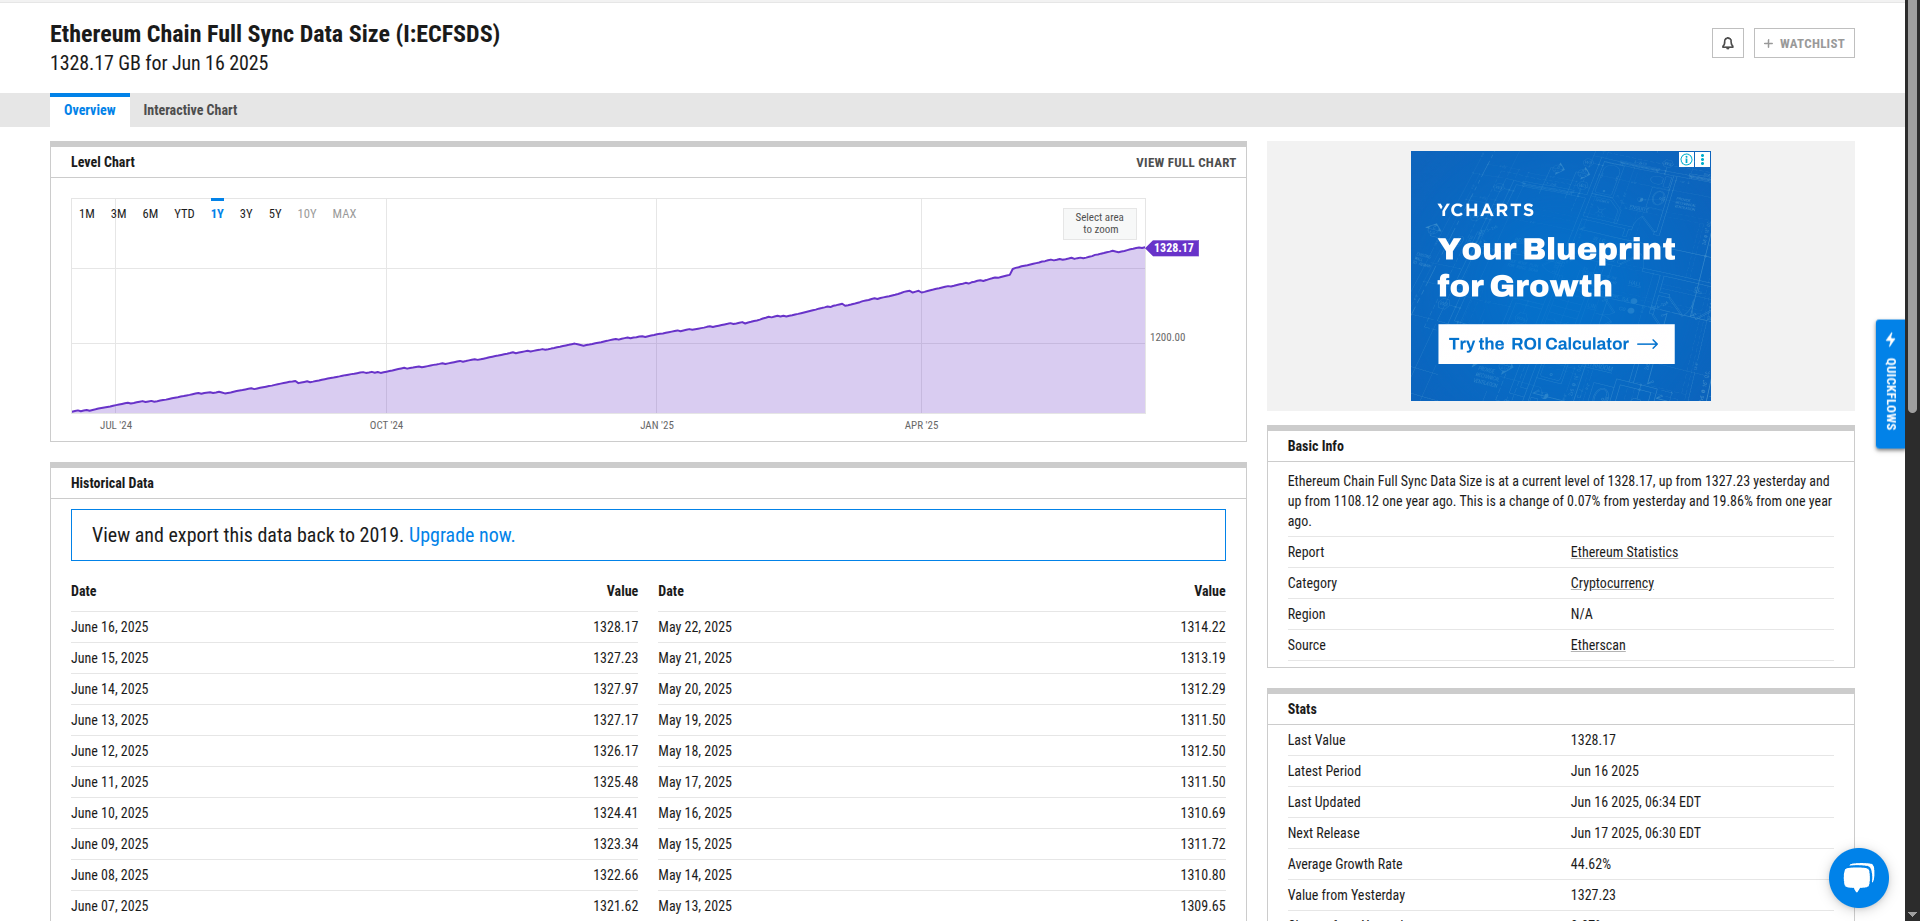 Ethereum Chain Full Sync Data Size (I:ECFSDS)
1328.17 GB for Jun 16 2025
+ WATCHLIST
Overview
Interactive Chart
Level Chart
VIEW FULL CHART
1M 3M 6M YTD 1Y 3Y 5Y 10Y MAX
Select area
to zoom
1328.17
1200.00
JUL '24
OCT '24
JAN '25
APR '25
Historical Data
View and export this data back to 2019. Upgrade now.
Date Value Date Value
June 16, 2025 1328.17 May 22, 2025 1314.22
June 15, 2025 1327.23 May 21, 2025 1313.19
June 14, 2025 1327.97 May 20, 2025 1312.29
June 13, 2025 1327.17 May 19, 2025 1311.50
June 12, 2025 1326.17 May 18, 2025 1312.50
June 11, 2025 1325.48 May 17, 2025 1311.50
June 10, 2025 1324.41 May 16, 2025 1310.69
June 09, 2025 1323.34 May 15, 2025 1311.72
June 08, 2025 1322.66 May 14, 2025 1310.80
June 07, 2025 1321.62 May 13, 2025 1309.65
YCHARTS
Your Blueprint
for Growth
Try the ROI Calculator
QUICKFLOWS
Basic Info
Ethereum Chain Full Sync Data Size is at a current level of 1328.17, up from 1327.23 yesterday and
up from 1108.12 one year ago. This is a change of 0.07% from yesterday and 19.86% from one year
ago.
Report Ethereum Statistics
Category Cryptocurrency
Region N/A
Source Etherscan
Stats
Last Value 1328.17
Latest Period Jun 16 2025
Last Updated Jun 16 2025, 06:34 EDT
Next Release Jun 17 2025, 06:30 EDT
Average Growth Rate 44.62%
Value from Yesterday 1327.23